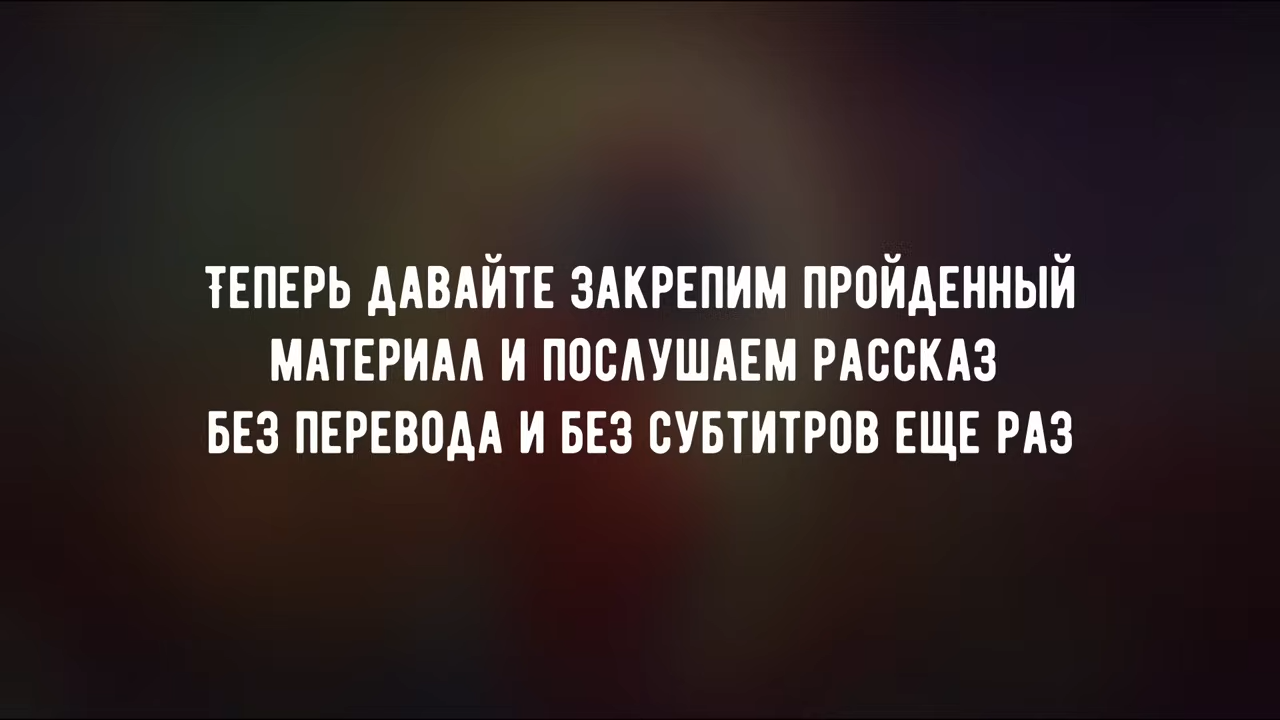 ТЕПЕРЬ ДАВАЙТЕ ЗАКРЕПИМ ПРОЙДЕННЫЙ
МАТЕРИАЛ И ПОСЛУШАЕМ РАССКАЗ
БЕЗ ПЕРЕВОДА И БЕЗ СУБТИТРОВ ЕЩЕ РАЗ